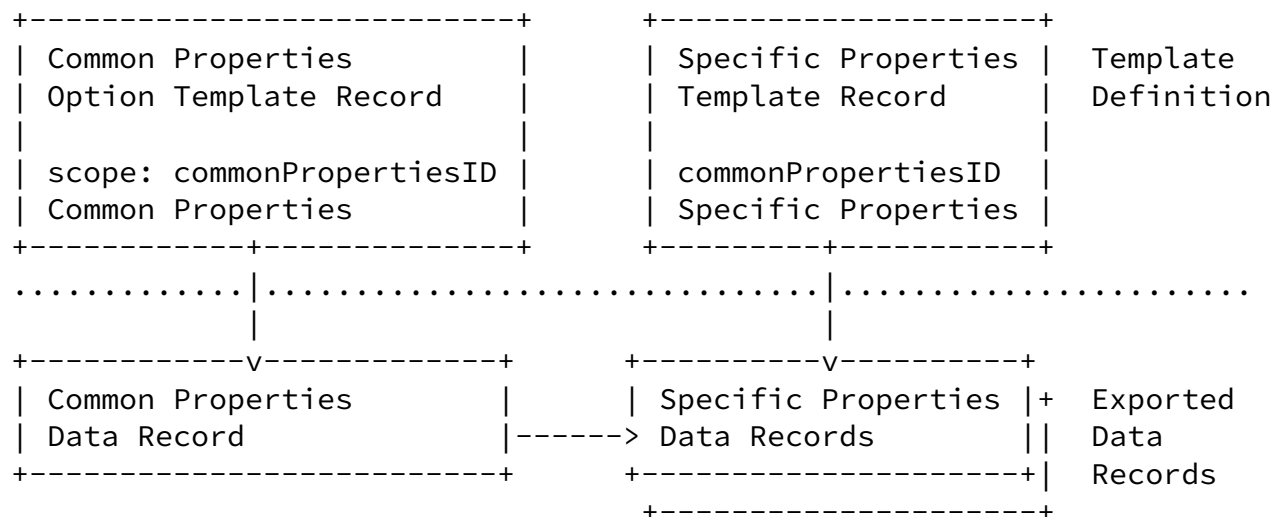 +---------------------------+      +---------------------+
| Common Properties         |      | Specific Properties |  Template
| Option Template Record    |      | Template Record     |  Definition
|                           |      |                     |
| scope: commonPropertiesID |      | commonPropertiesID  |
| Common Properties         |      | Specific Properties |
+------------+--------------+      +---------+-----------+
.............|...............................|.......................
             |                               |
+------------v-------------+      +----------v----------+
| Common Properties        |      | Specific Properties |+  Exported
| Data Record              |------> Data Records        ||  Data
+--------------------------+      +---------------------+|  Records
                                   +---------------------+